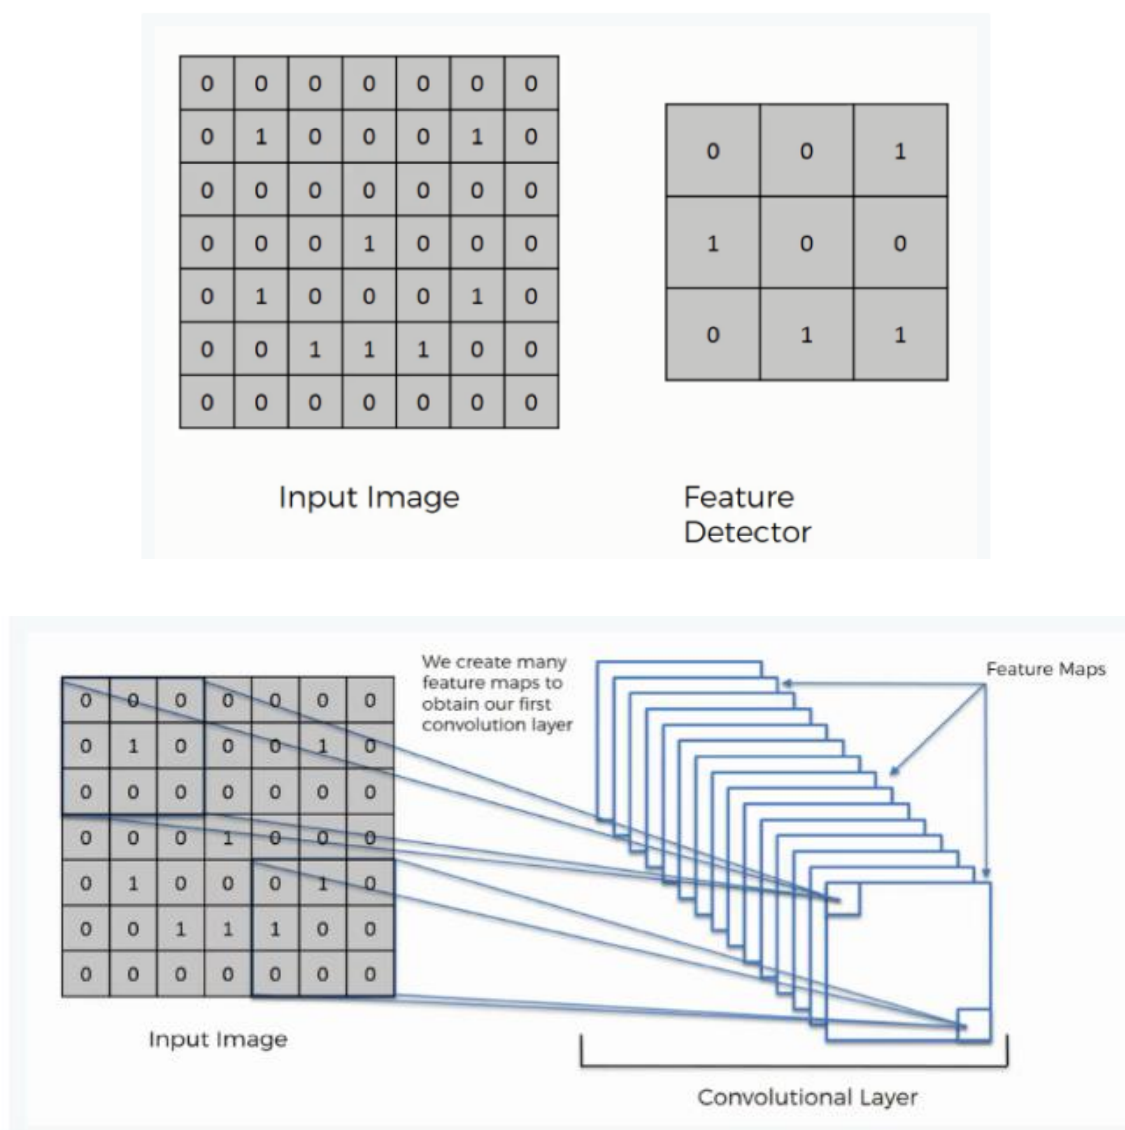 0 0 0 0 0 0 0
0 1 0 0 0 1 0
0 0 0 0 0 0 0
0 0 0 1 0 0 0
0 1 0 0 0 1 0
0 0 1 1 1 0 0
0 0 0 0 0 0 0
0 0 1
1 0 0
0 1 1
Input Image
Feature
Detector
0 0 0 0 0 0 0
0 1 0 0 0 1 0
0 0 0 0 0 0 0
0 0 0 1 0 0 0
0 1 0 0 0 1 0
0 0 1 1 1 0 0
0 0 0 0 0 0 0
Input Image
We create many
feature maps to
obtain our first
convolution layer
Feature Maps
Convolutional Layer